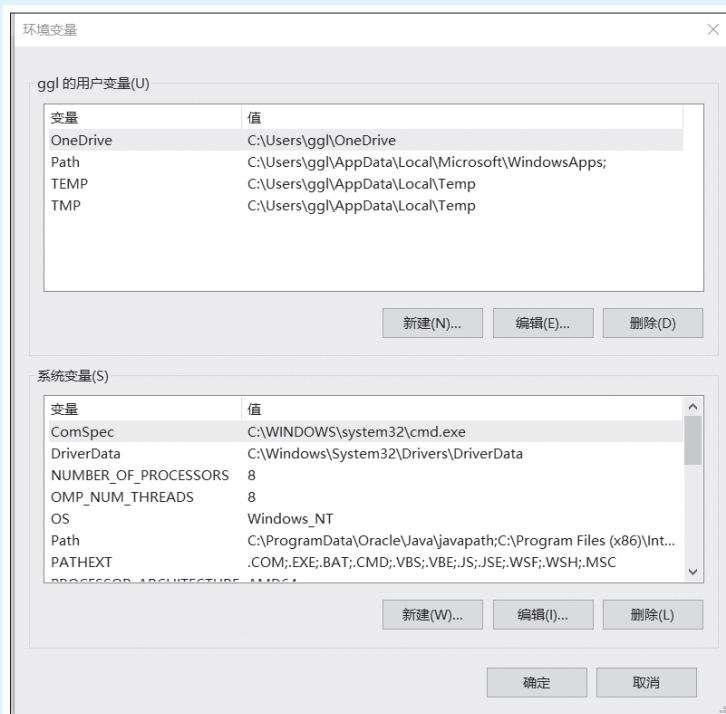 环境变量
ggl 的用户变量(U)
变量 值
OneDrive C:\Users\ggl\OneDrive
Path C:\Users\ggl\AppData\Local\Microsoft\WindowsApps;
TEMP C:\Users\ggl\AppData\Local\Temp
TMP C:\Users\ggl\AppData\Local\Temp
新建(N)... 编辑(E)... 删除(D)
系统变量(S)
变量 值
ComSpec C:\WINDOWS\system32\cmd.exe
DriverData C:\Windows\System32\Drivers\DriverData
NUMBER_OF_PROCESSORS 8
OMP_NUM_THREADS 8
OS Windows_NT
Path C:\ProgramData\Oracle\Java\javapath;C:\Program Files (x86)\Int...
PATHEXT .COM;.EXE;.BAT;.CMD;.VBS;.VBE;.JS;.JSE;.WSF;.WSH;.MSC
PROCESSOR_ARCHITECTURE AMD64
新建(W)... 编辑(I)... 删除(L)
确定 取消